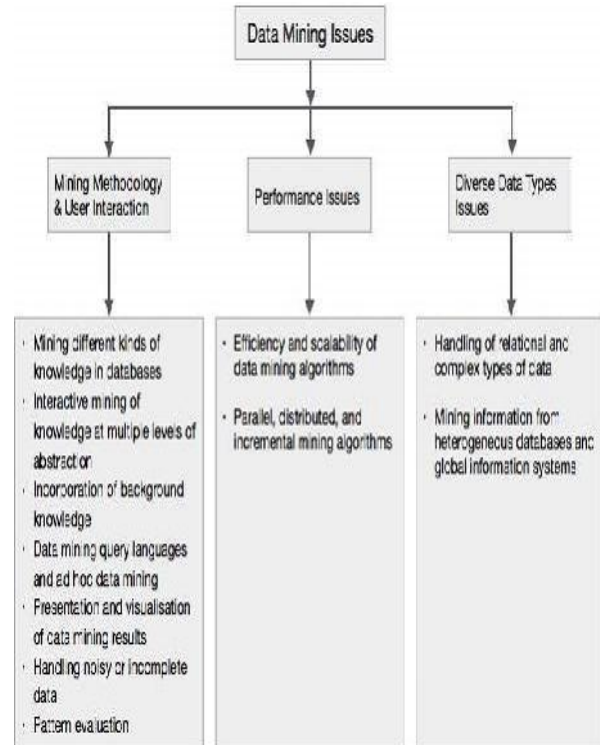 Data Mining Issues
Mining Methodology
& User Interaction
Performance Issues
Diverse Data Types
Issues
· Mining different kinds of
knowledge in databases
· Interactive mining of
knowledge at multiple levels of
abstraction
· Incorporation of background
knowledge
· Data mining query languages
and ad hoc data mining
· Presentation and visualisation
of data mining results
· Handling noisy or incomplete
data
· Pattern evaluation
· Efficiency and scalability of
data mining algorithms
· Parallel, distributed, and
incremental mining algorithms
· Handling of relational and
complex types of data
· Mining information from
heterogeneous databases and
global information systems